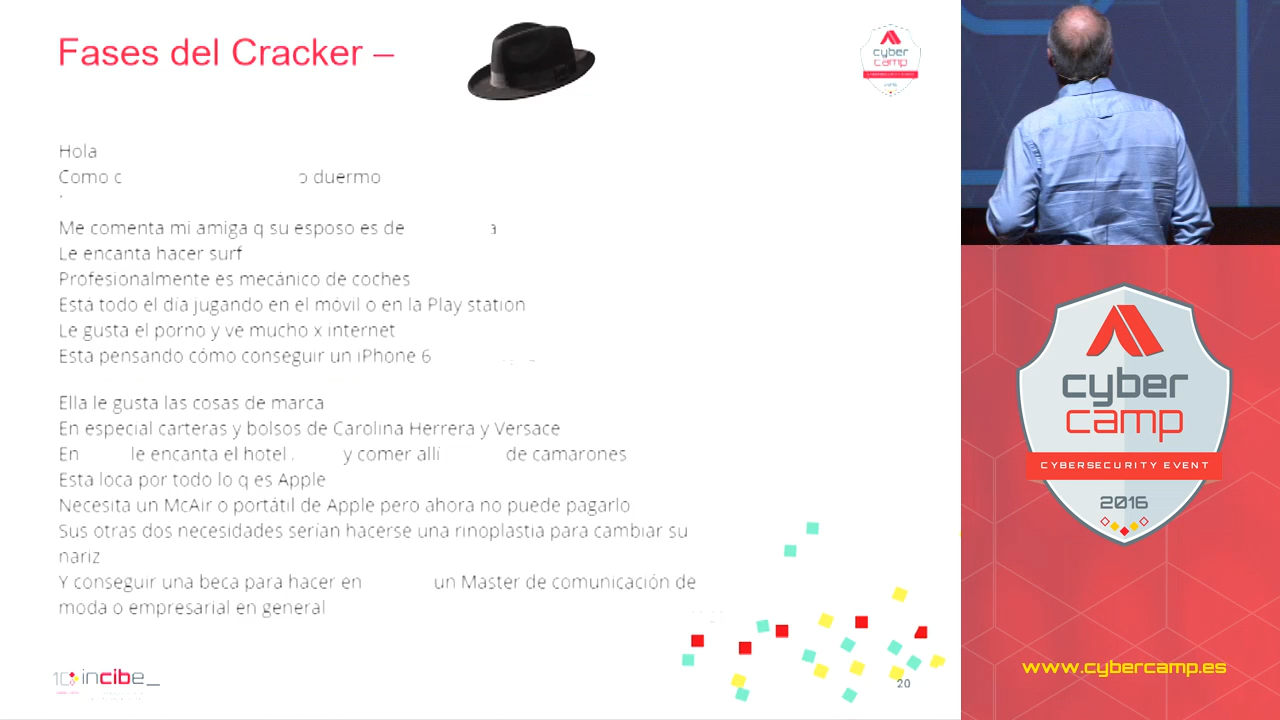 Fases del Cracker –
cyber
camp
Hola
Como c o duermo
Me comenta mi amiga q su esposo es de a
Le encanta hacer surf
Profesionalmente es mecánico de coches
Está todo el día jugando en el móvil o en la Play station
Le gusta el porno y ve mucho x internet
Esta pensando cómo conseguir un iPhone 6
Ella le gusta las cosas de marca
En especial carteras y bolsos de Carolina Herrera y Versace
En le encanta el hotel y comer allí de camarones
Esta loca por todo lo q es Apple
Necesita un McAir o portátil de Apple pero ahora no puede pagarlo
Sus otras dos necesidades serían hacerse una rinoplastia para cambiar su
nariz
Y conseguir una beca para hacer en un Master de comunicación de
moda o empresarial en general
incibe_
20
cyber
camp
CYBERSECURITY EVENT
2016
www.cybercamp.es